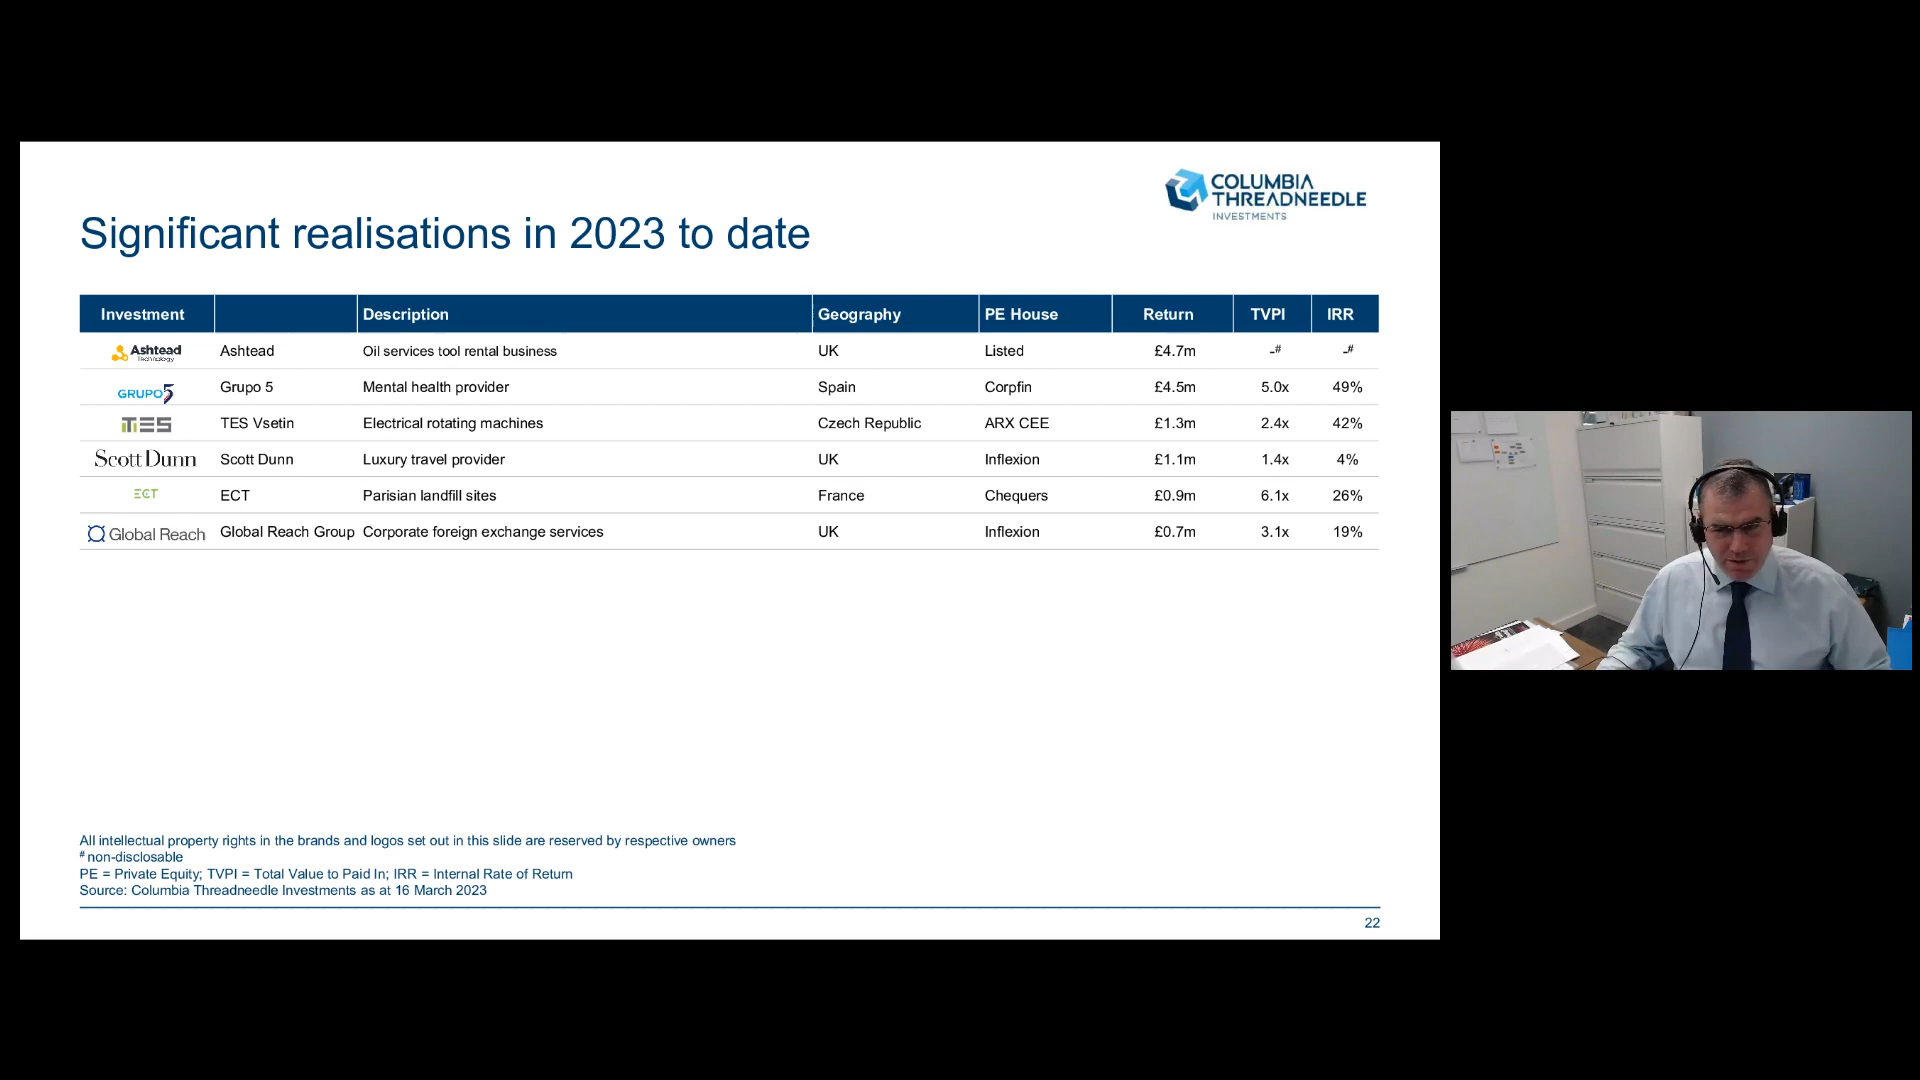 COLUMBIA
THREADNEEDLE
INVESTMENTS
Significant realisations in 2023 to date
Investment Description Geography PE House Return TVPI IRR
Ashtead Technology Ashtead Oil services tool rental business UK Listed £4.7m -# -#
GRUPO5 Grupo 5 Mental health provider Spain Corpfin £4.5m 5.0x 49%
TES TES Vsetin Electrical rotating machines Czech Republic ARX CEE £1.3m 2.4x 42%
Scott Dunn Scott Dunn Luxury travel provider UK Inflexion £1.1m 1.4x 4%
ECT ECT Parisian landfill sites France Chequers £0.9m 6.1x 26%
Global Reach Global Reach Group Corporate foreign exchange services UK Inflexion £0.7m 3.1x 19%
All intellectual property rights in the brands and logos set out in this slide are reserved by respective owners
# non-disclosable
PE = Private Equity; TVPI = Total Value to Paid In; IRR = Internal Rate of Return
Source: Columbia Threadneedle Investments as at 16 March 2023
22